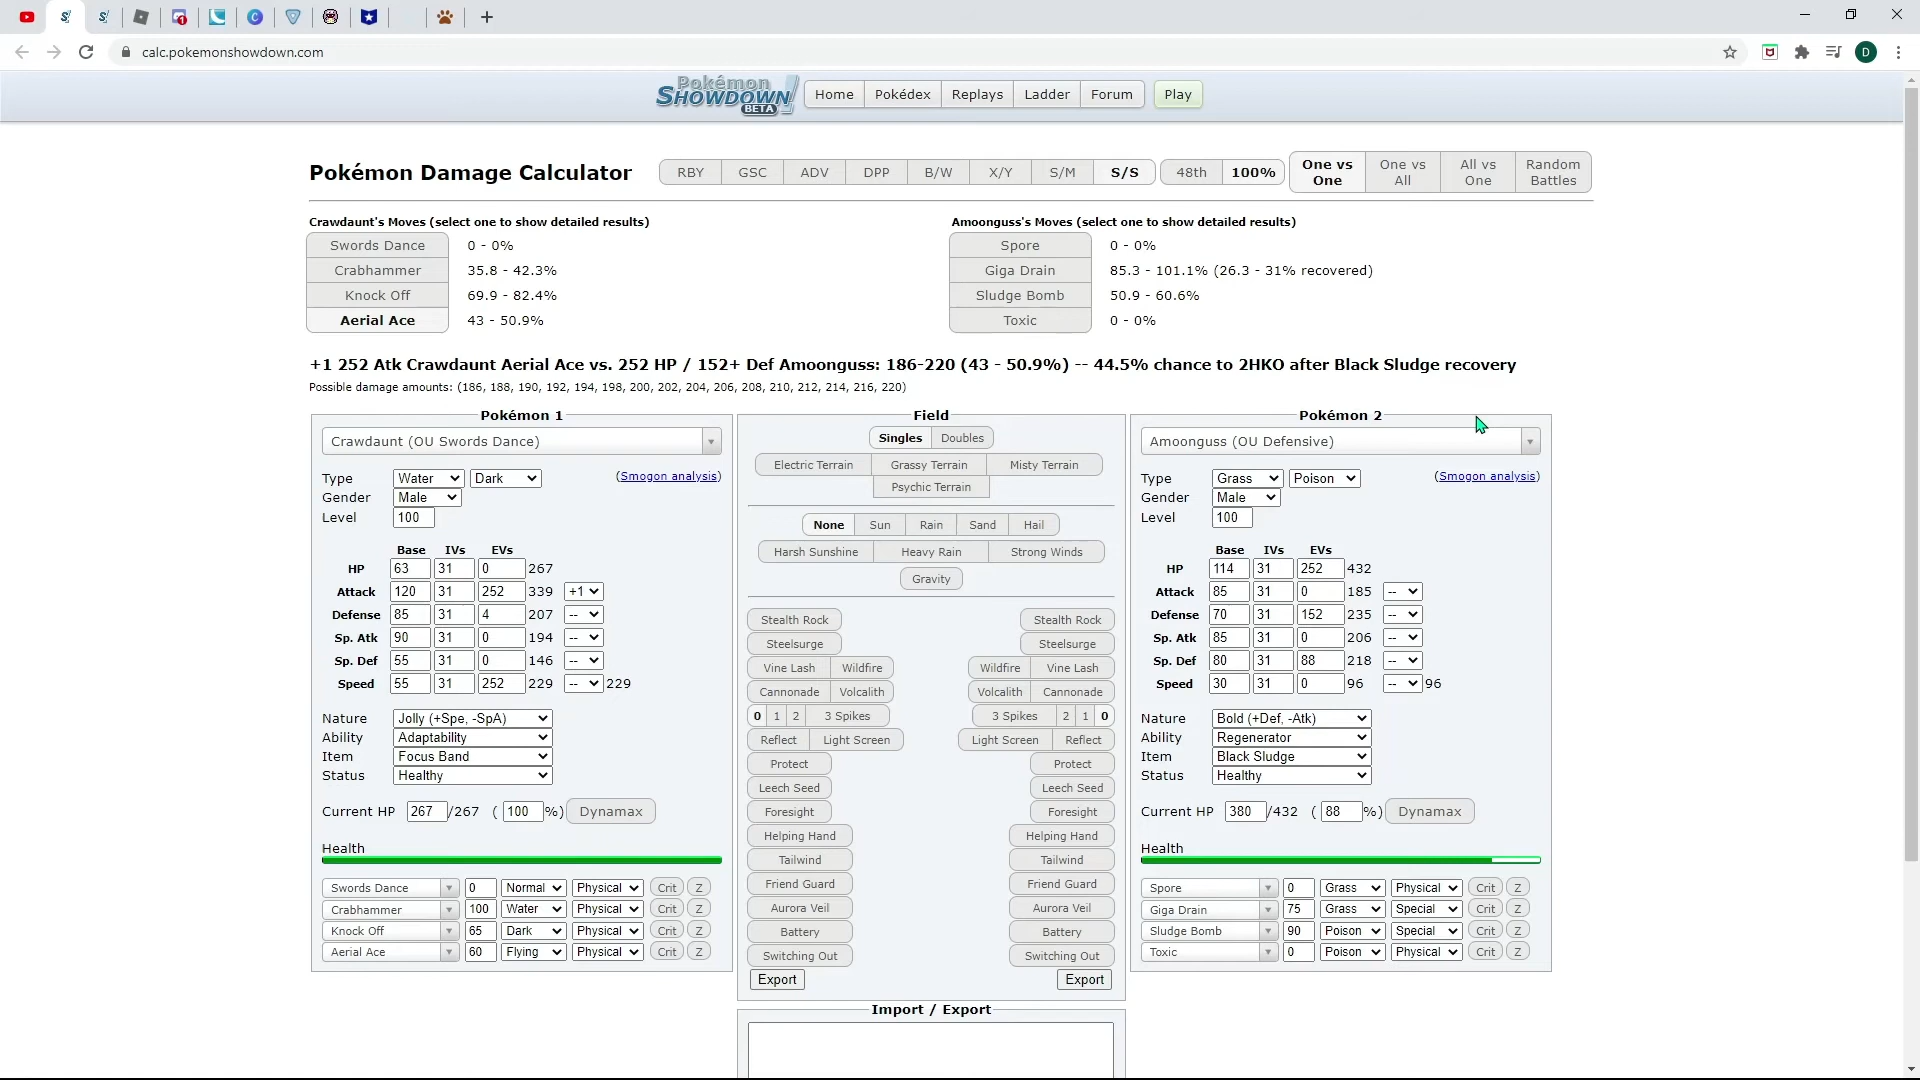 calc.pokemonshowdown.com
D
Pokémon
SHOWDOWN!
BETA
Home Pokédex Replays Ladder Forum Play
Pokémon Damage Calculator RBY GSC ADV DPP B/W X/Y S/M S/S 48th 100% One vs One One vs All All vs One Random Battles
Crawdaunt's Moves (select one to show detailed results) Amoonguss's Moves (select one to show detailed results)
Swords Dance 0 - 0% Spore 0 - 0%
Crabhammer 35.8 - 42.3% Giga Drain 85.3 - 101.1% (26.3 - 31% recovered)
Knock Off 69.9 - 82.4% Sludge Bomb 50.9 - 60.6%
Aerial Ace 43 - 50.9% Toxic 0 - 0%
+1 252 Atk Crawdaunt Aerial Ace vs. 252 HP / 152+ Def Amoonguss: 186-220 (43 - 50.9%) -- 44.5% chance to 2HKO after Black Sludge recovery
Possible damage amounts: (186, 188, 190, 192, 194, 198, 200, 202, 204, 206, 208, 210, 212, 214, 216, 220)
Pokémon 1
Crawdaunt (OU Swords Dance)
Type Water Dark (Smogon analysis)
Gender Male
Level 100
Base IVs EVs
HP 63 31 0 267
Attack 120 31 252 339 +1
Defense 85 31 4 207 --
Sp. Atk 90 31 0 194 --
Sp. Def 55 31 0 146 --
Speed 55 31 252 229 -- 229
Nature Jolly (+Spe, -SpA)
Ability Adaptability
Item Focus Band
Status Healthy
Current HP 267/267 ( 100 %) Dynamax
Health
Swords Dance 0 Normal Physical Crit Z
Crabhammer 100 Water Physical Crit Z
Knock Off 65 Dark Physical Crit Z
Aerial Ace 60 Flying Physical Crit Z
Field
Singles Doubles
Electric Terrain Grassy Terrain Misty Terrain
Psychic Terrain
None Sun Rain Sand Hail
Harsh Sunshine Heavy Rain Strong Winds
Gravity
Stealth Rock Stealth Rock
Steelsurge Steelsurge
Vine Lash Wildfire Wildfire Vine Lash
Cannonade Volcalith Volcalith Cannonade
0 1 2 3 Spikes 3 Spikes 2 1 0
Reflect Light Screen Light Screen Reflect
Protect Protect
Leech Seed Leech Seed
Foresight Foresight
Helping Hand Helping Hand
Tailwind Tailwind
Friend Guard Friend Guard
Aurora Veil Aurora Veil
Battery Battery
Switching Out Switching Out
Export Export
Import / Export
Pokémon 2
Amoonguss (OU Defensive)
Type Grass Poison (Smogon analysis)
Gender Male
Level 100
Base IVs EVs
HP 114 31 252 432
Attack 85 31 0 185 --
Defense 70 31 152 235 --
Sp. Atk 85 31 0 206 --
Sp. Def 80 31 88 218 --
Speed 30 31 0 96 -- 96
Nature Bold (+Def, -Atk)
Ability Regenerator
Item Black Sludge
Status Healthy
Current HP 380/432 ( 88 %) Dynamax
Health
Spore 0 Grass Physical Crit Z
Giga Drain 75 Grass Special Crit Z
Sludge Bomb 90 Poison Special Crit Z
Toxic 0 Poison Physical Crit Z